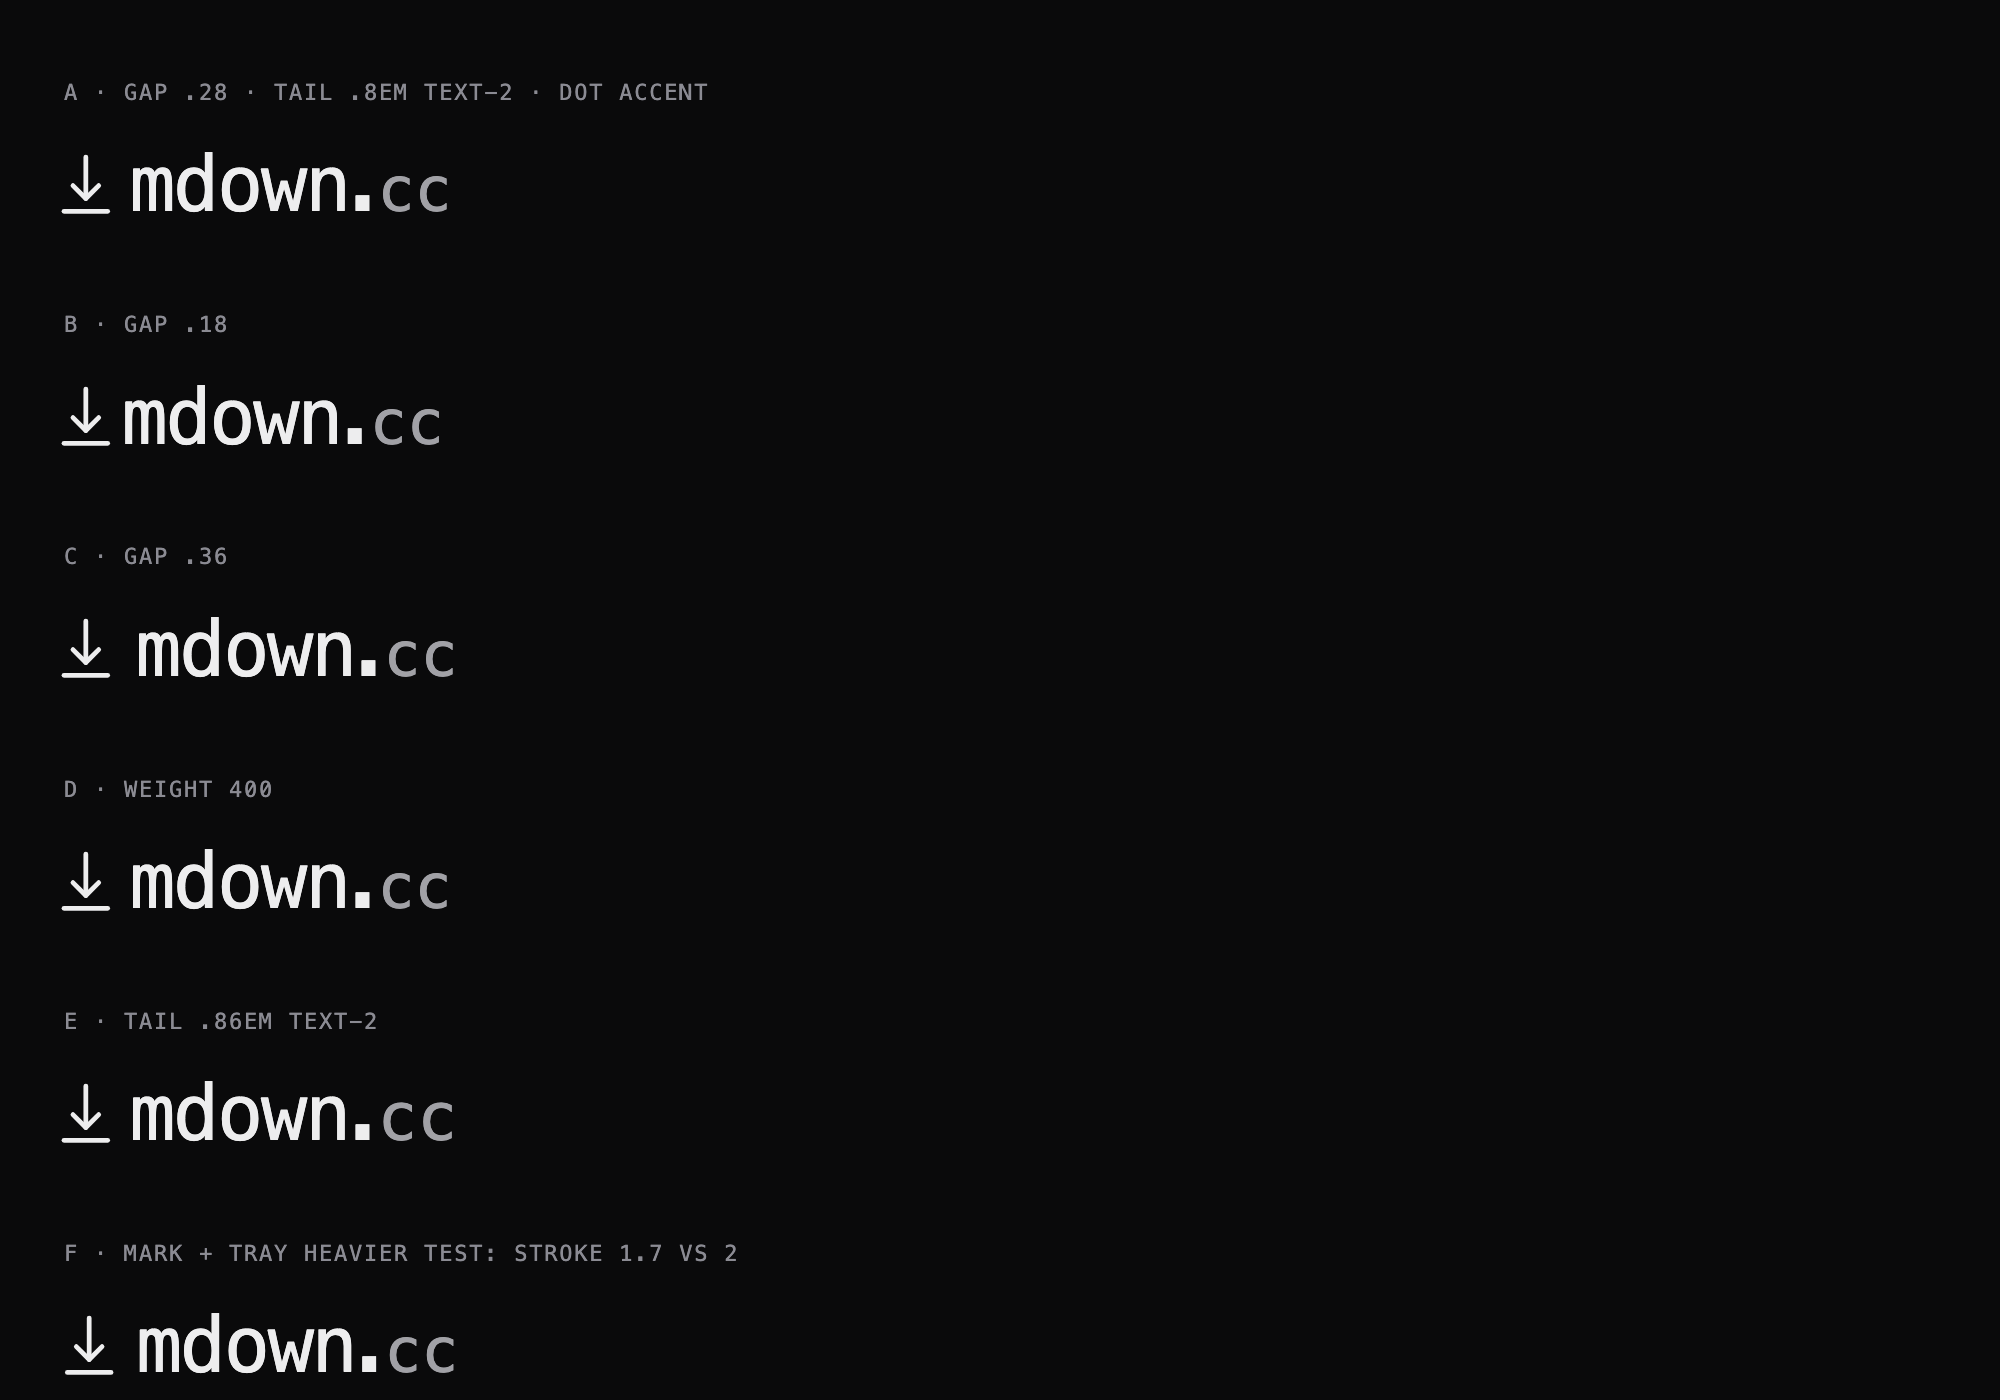 A · GAP .28 · TAIL .8EM TEXT–2 · DOT ACCENT
mdown.cc
B · GAP .18
mdown.cc
C · GAP .36
mdown.cc
D · WEIGHT 400
mdown.cc
E · TAIL .86EM TEXT–2
mdown.cc
F · MARK + TRAY HEAVIER TEST: STROKE 1.7 VS 2
mdown.cc